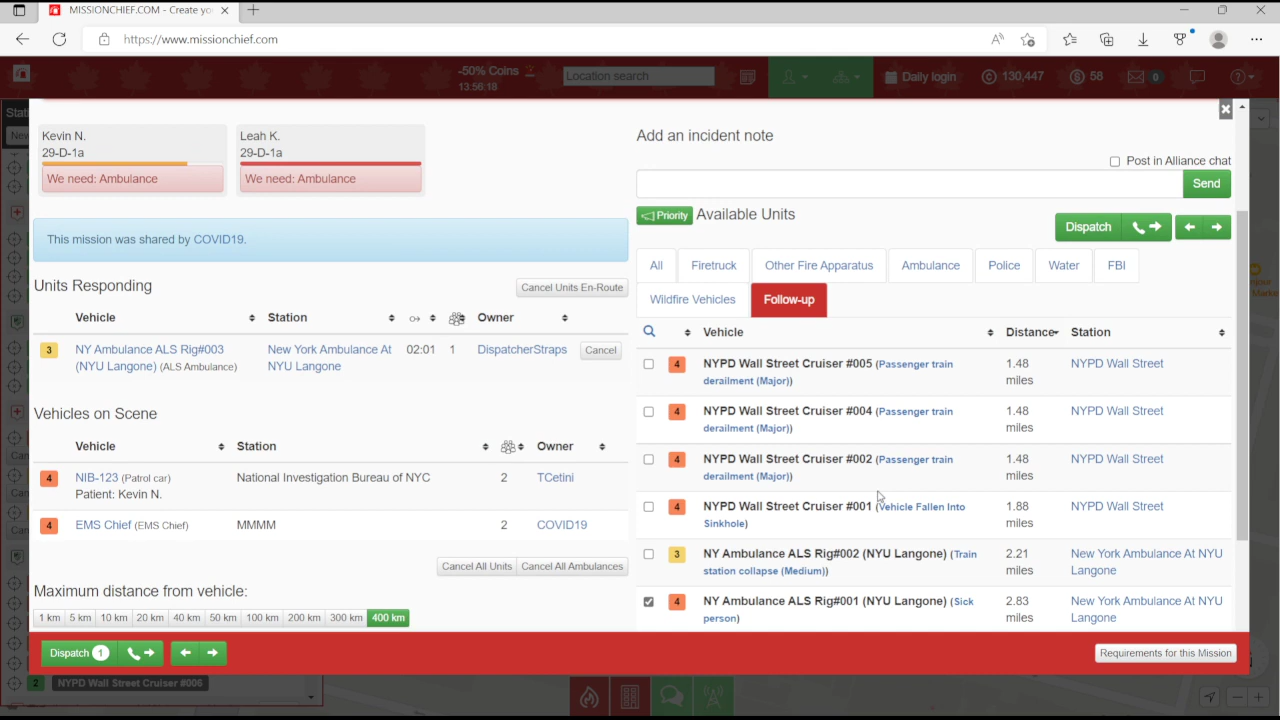 MISSIONCHIEF.COM - Create yo
https://www.missionchief.com
-50% Coins
13:56:18
Location search
Daily login
130,447
58
0
Kevin N.
29-D-1a
We need: Ambulance
Leah K.
29-D-1a
We need: Ambulance
This mission was shared by COVID19.
Units Responding
Cancel Units En-Route
Vehicle Station Owner
3 NY Ambulance ALS Rig#003 New York Ambulance At 02:01 1 DispatcherStraps Cancel
(NYU Langone) (ALS Ambulance) NYU Langone
Vehicles on Scene
Vehicle Station Owner
4 NIB-123 (Patrol car) National Investigation Bureau of NYC 2 TCetini
Patient: Kevin N.
4 EMS Chief (EMS Chief) MMMM 2 COVID19
Cancel All Units Cancel All Ambulances
Maximum distance from vehicle:
1 km 5 km 10 km 20 km 40 km 50 km 100 km 200 km 300 km 400 km
Add an incident note
Post in Alliance chat
Send
Priority Available Units
Dispatch
All Firetruck Other Fire Apparatus Ambulance Police Water FBI
Wildfire Vehicles Follow-up
Vehicle Distance Station
4 NYPD Wall Street Cruiser #005 (Passenger train 1.48 NYPD Wall Street
derailment (Major)) miles
4 NYPD Wall Street Cruiser #004 (Passenger train 1.48 NYPD Wall Street
derailment (Major)) miles
4 NYPD Wall Street Cruiser #002 (Passenger train 1.48 NYPD Wall Street
derailment (Major)) miles
4 NYPD Wall Street Cruiser #001 (Vehicle Fallen Into 1.88 NYPD Wall Street
Sinkhole) miles
3 NY Ambulance ALS Rig#002 (NYU Langone) (Train 2.21 New York Ambulance At NYU
station collapse (Medium)) miles Langone
4 NY Ambulance ALS Rig#001 (NYU Langone) (Sick 2.83 New York Ambulance At NYU
person) miles Langone
Dispatch 1
Requirements for this Mission
2 NYPD Wall Street Cruiser #006